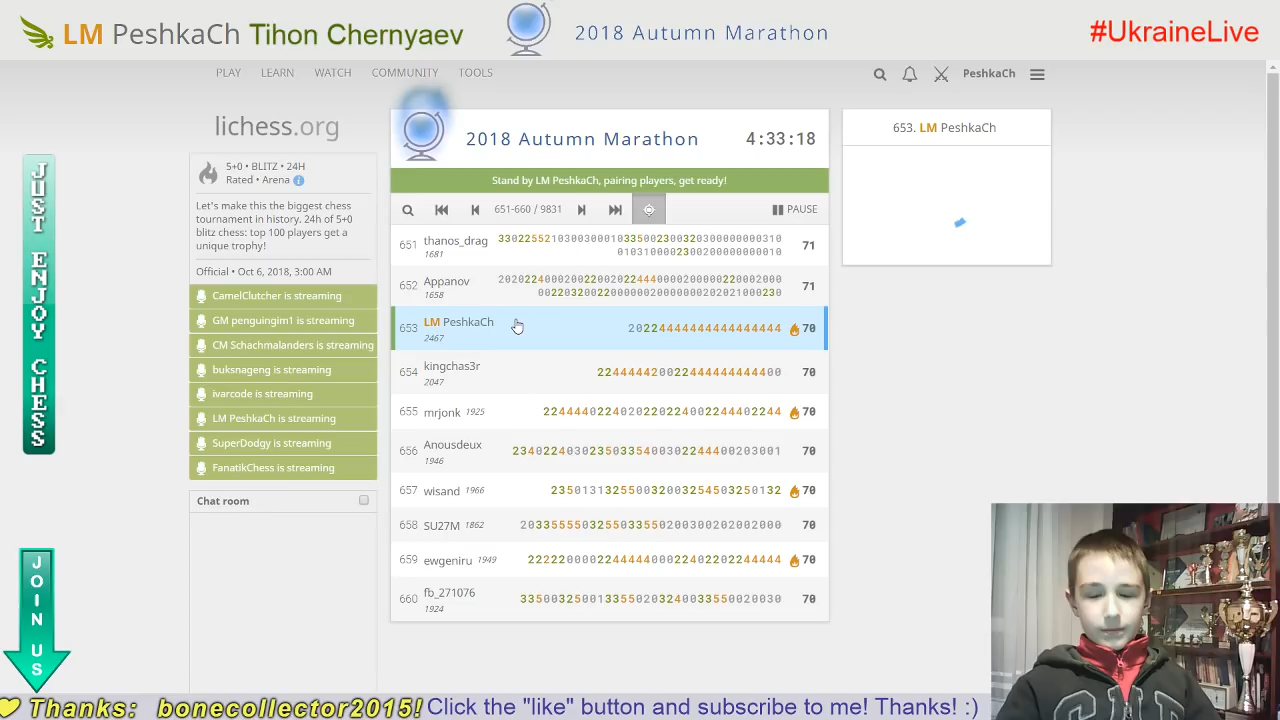 LM PeshkaCh Tihon Chernyaev
2018 Autumn Marathon
#UkraineLive
PLAY LEARN WATCH COMMUNITY TOOLS
PeshkaCh
lichess.org
JUST ENJOY CHESS
JOIN US
5+0 • BLITZ • 24H
Rated • Arena
Let's make this the biggest chess
tournament in history. 24h of 5+0
blitz chess: top 100 players get a
unique trophy!
Official • Oct 6, 2018, 3:00 AM
CamelClutcher is streaming
GM penguingim1 is streaming
CM Schachmalanders is streaming
buksnageng is streaming
ivarcode is streaming
LM PeshkaCh is streaming
SuperDodgy is streaming
FanatikChess is streaming
Chat room
2018 Autumn Marathon 4:33:18
Stand by LM PeshkaCh, pairing players, get ready!
651-660 / 9831 PAUSE
651 thanos_drag 1681 71
652 Appanov 1658 71
653 LM PeshkaCh 2467 20224444444444444444 70
654 kingchas3r 2047 224444420022444444444400 70
655 mrjonk 1925 70
656 Anousdeux 1946 70
657 wisand 1966 70
658 SU27M 1862 70
659 ewgeniru 1949 70
660 fb_271076 1924 70
653. LM PeshkaCh
Thanks: bonecollector2015! Click the "like" button and subscribe to me! Thanks! :)